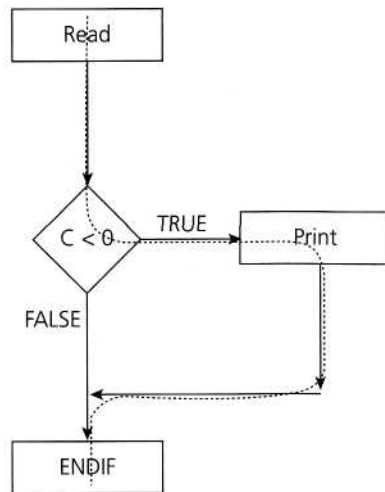 Read
C < 0
TRUE
Print
FALSE
ENDIF